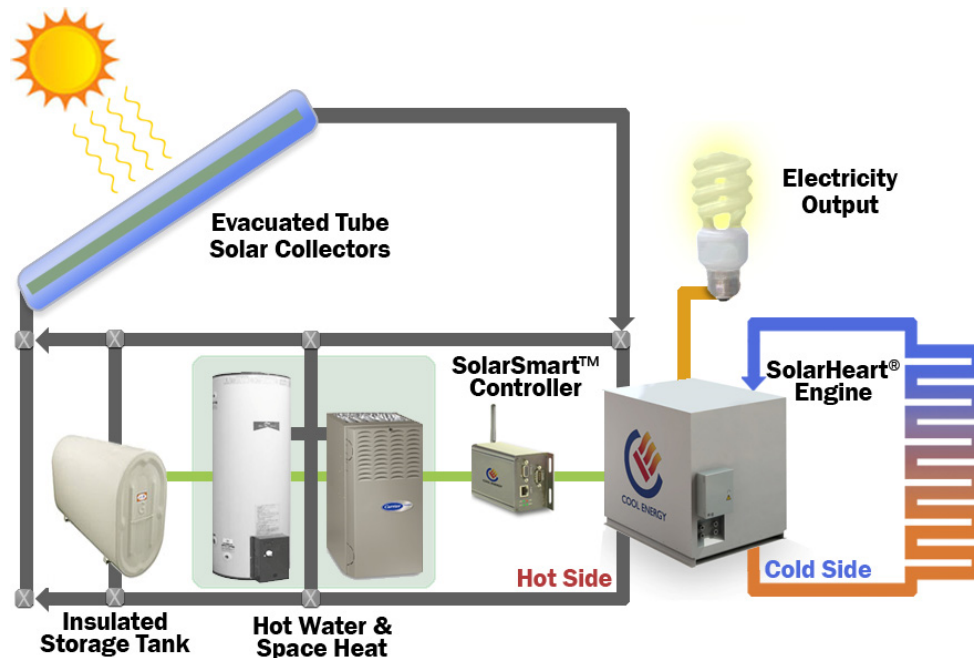 Evacuated Tube
Solar Collectors
Electricity
Output
SolarSmart™
Controller
SolarHeart®
Engine
COOL ENERGY
Carrier
Hot Side
Cold Side
Insulated
Storage Tank
Hot Water &
Space Heat